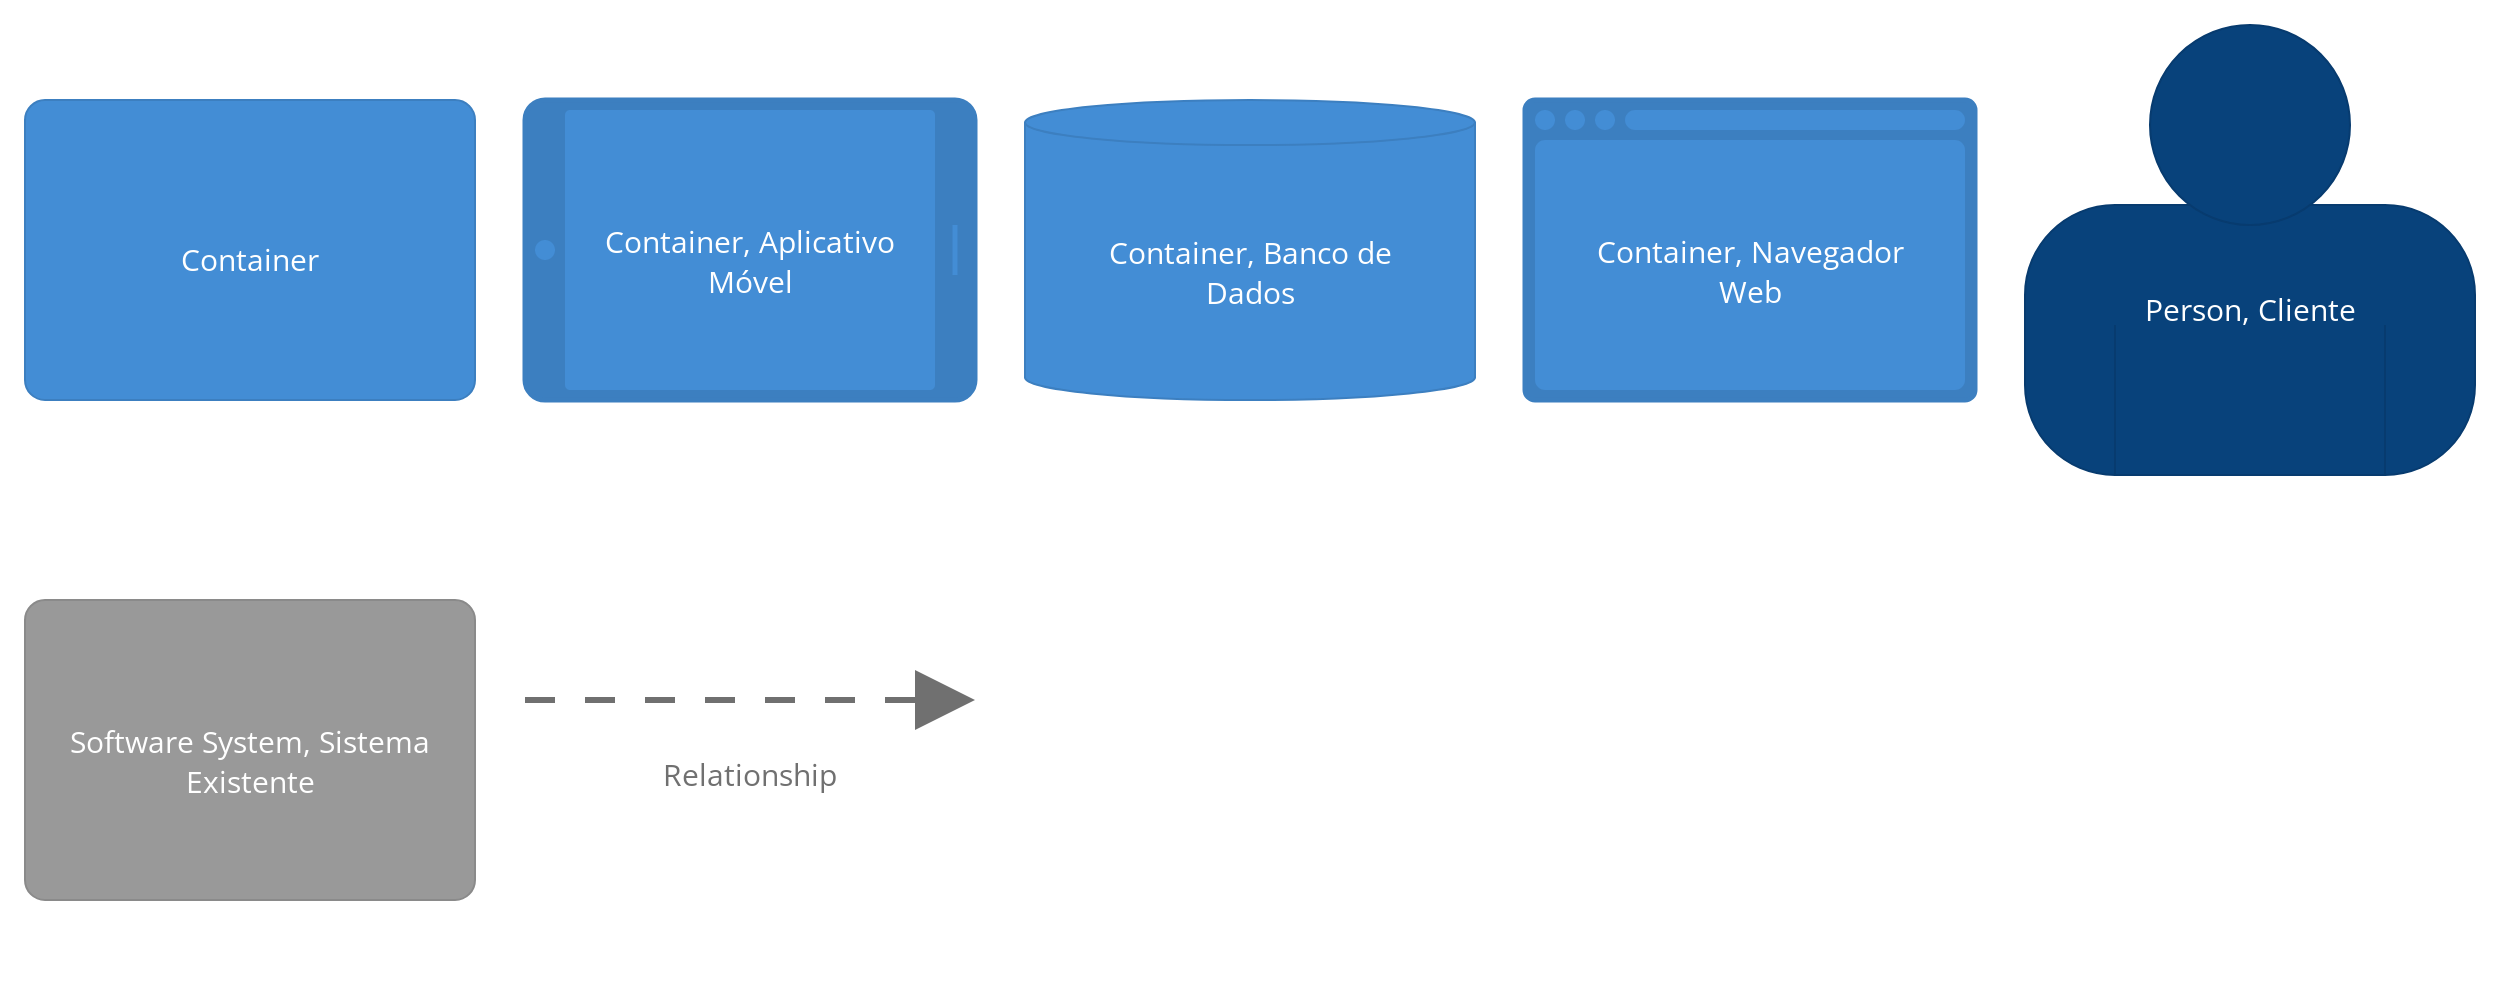 Container
Container, Aplicativo
Móvel
Container, Banco de
Dados
Container, Navegador
Web
Person, Cliente
Software System, Sistema
Existente
Relationship